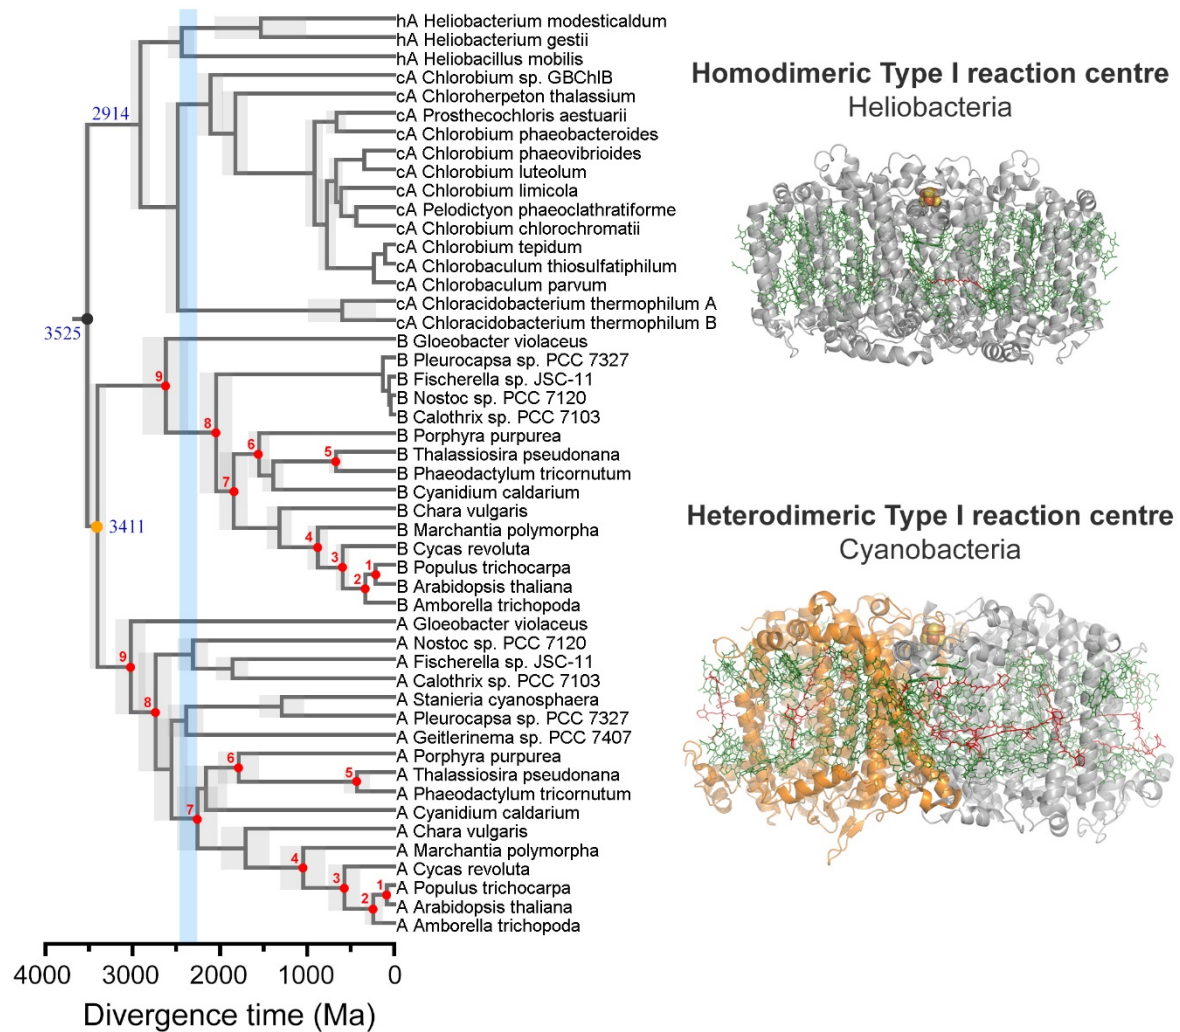 hA Heliobacterium modesticaldum
hA Heliobacterium gestii
hA Heliobacillus mobilis
cA Chlorobium sp. GBChlB
cA Chloroherpeton thalassium
cA Prosthecochloris aestuarii
cA Chlorobium phaeobacteroides
cA Chlorobium phaeovibrioides
cA Chlorobium luteolum
cA Chlorobium limicola
cA Pelodictyon phaeoclathratiforme
cA Chlorobium chlorochromatii
cA Chlorobium tepidum
cA Chlorobaculum thiosulfatiphilum
cA Chlorobaculum parvum
cA Chloracidobacterium thermophilum A
cA Chloracidobacterium thermophilum B
B Gloeobacter violaceus
B Pleurocapsa sp. PCC 7327
B Fischerella sp. JSC-11
B Nostoc sp. PCC 7120
B Calothrix sp. PCC 7103
B Porphyra purpurea
B Thalassiosira pseudonana
B Phaeodactylum tricornutum
B Cyanidium caldarium
B Chara vulgaris
B Marchantia polymorpha
B Cycas revoluta
B Populus trichocarpa
B Arabidopsis thaliana
B Amborella trichopoda
A Gloeobacter violaceus
A Nostoc sp. PCC 7120
A Fischerella sp. JSC-11
A Calothrix sp. PCC 7103
A Stanieria cyanosphaera
A Pleurocapsa sp. PCC 7327
A Geitlerinema sp. PCC 7407
A Porphyra purpurea
A Thalassiosira pseudonana
A Phaeodactylum tricornutum
A Cyanidium caldarium
A Chara vulgaris
A Marchantia polymorpha
A Cycas revoluta
A Populus trichocarpa
A Arabidopsis thaliana
A Amborella trichopoda
2914
3525
3411
9
8
7
6
5
4
3
2
1
9
8
7
6
5
4
3
2
1
4000 3000 2000 1000 0
Divergence time (Ma)
Homodimeric Type I reaction centre
Heliobacteria
Heterodimeric Type I reaction centre
Cyanobacteria